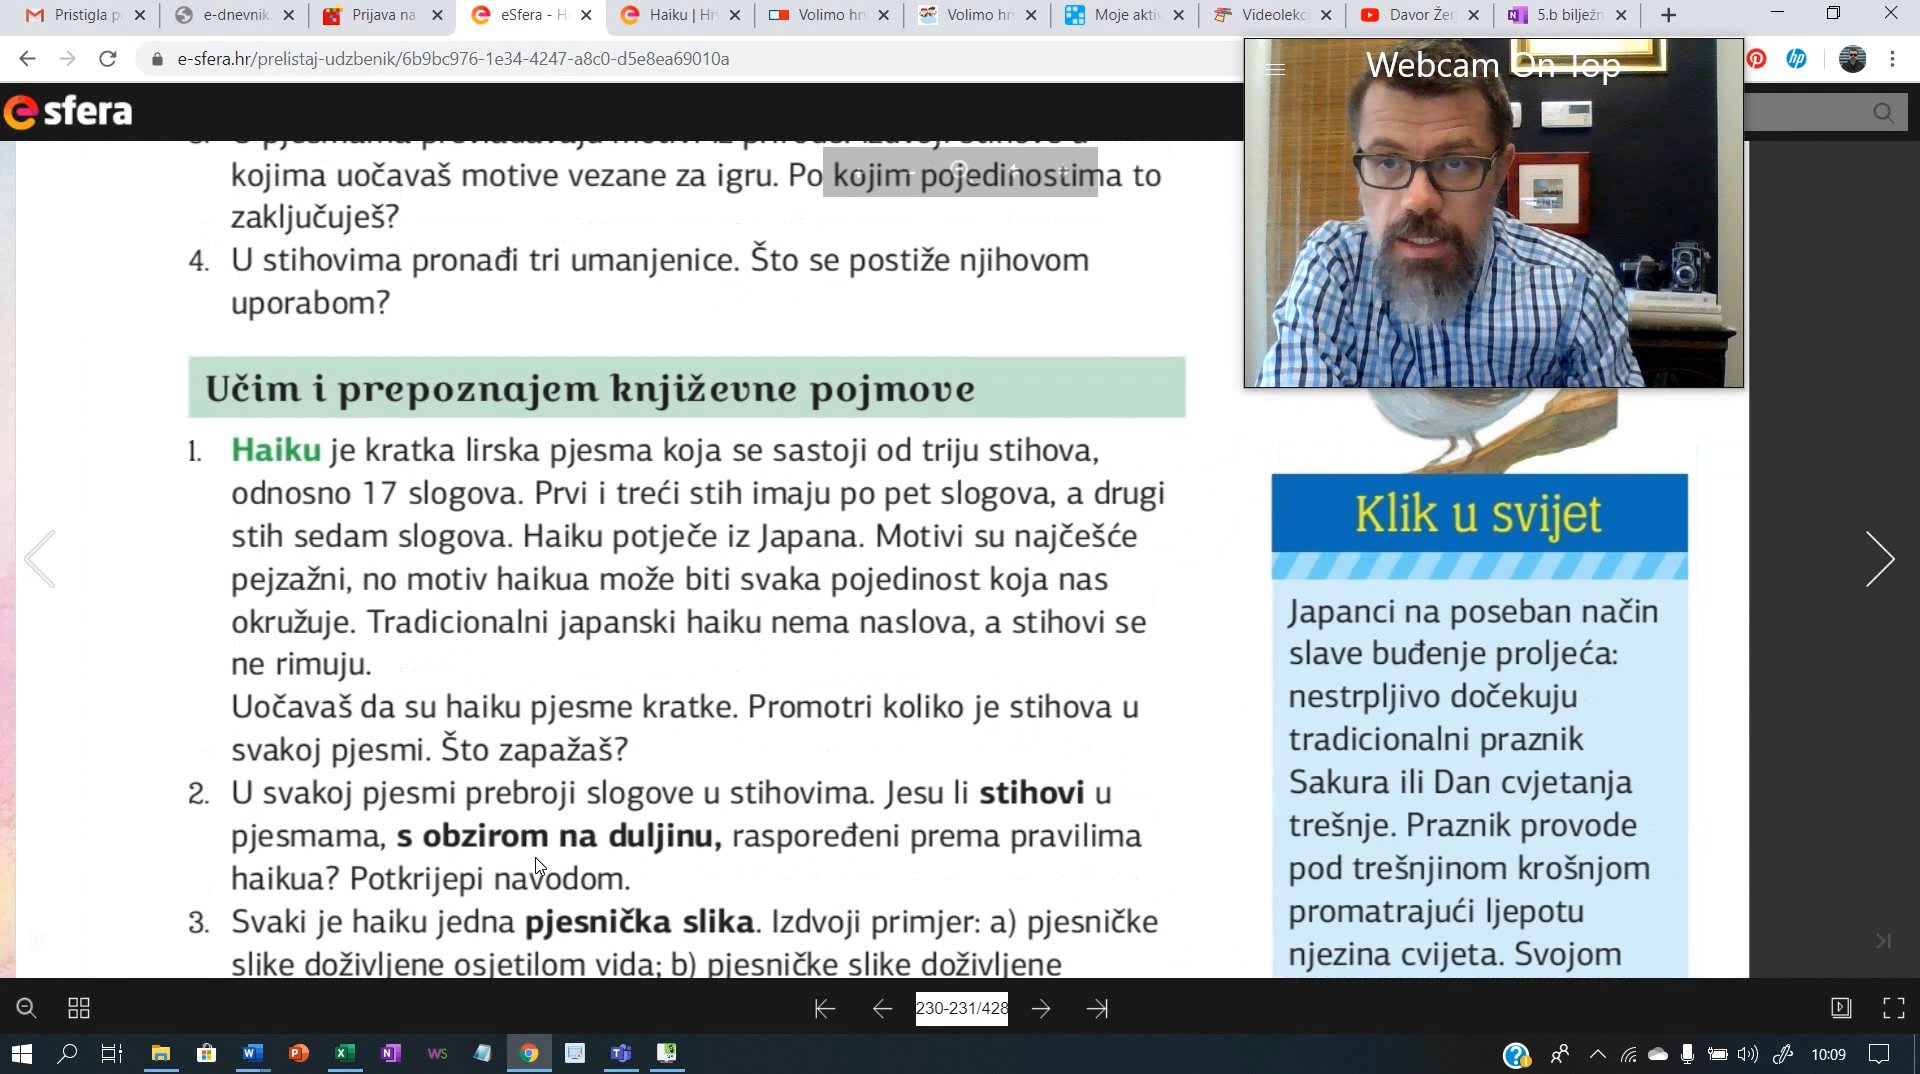 Pristigla p
e-dnevnik
Prijava na
eSfera - H
Haiku | Hr
Volimo hr
Volimo hr
Moje akti
Videolekc
Davor Žer
5.b bilježn
e-sfera.hr/prelistaj-udzbenik/6b9bc976-1e34-4247-a8c0-d5e8ea69010a
Webcam On Top
esfera
kojima uočavaš motive vezane za igru. Po kojim pojedinostima to
zaključuješ?
4. U stihovima pronađi tri umanjenice. Što se postiže njihovom
uporabom?
Učim i prepoznajem književne pojmove
1. Haiku je kratka lirska pjesma koja se sastoji od triju stihova,
odnosno 17 slogova. Prvi i treći stih imaju po pet slogova, a drugi
stih sedam slogova. Haiku potječe iz Japana. Motivi su najčešće
pejzažni, no motiv haikua može biti svaka pojedinost koja nas
okružuje. Tradicionalni japanski haiku nema naslova, a stihovi se
ne rimuju.
Uočavaš da su haiku pjesme kratke. Promotri koliko je stihova u
svakoj pjesmi. Što zapažaš?
2. U svakoj pjesmi prebroji slogove u stihovima. Jesu li stihovi u
pjesmama, s obzirom na duljinu, raspoređeni prema pravilima
haikua? Potkrijepi navodom.
3. Svaki je haiku jedna pjesnička slika. Izdvoji primjer: a) pjesničke
slike doživljene osjetilom vida; b) pjesničke slike doživljene
Klik u svijet
Japanci na poseban način
slave buđenje proljeća:
nestrpljivo dočekuju
tradicionalni praznik
Sakura ili Dan cvjetanja
trešnje. Praznik provode
pod trešnjinom krošnjom
promatrajući ljepotu
njezina cvijeta. Svojom
230-231/428
10:09